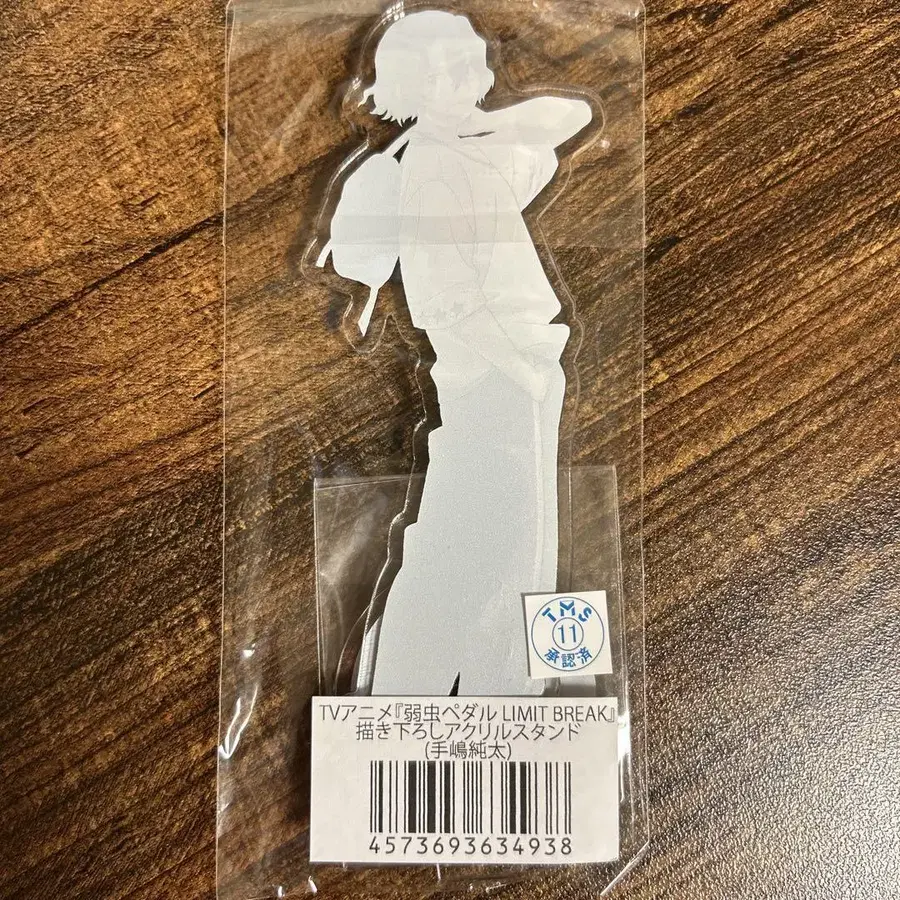 TMS
11
承認済
TVアニメ『弱虫ペダル LIMIT BREAK』
描き下ろしアクリルスタンド
(手嶋純太)
4573693634938